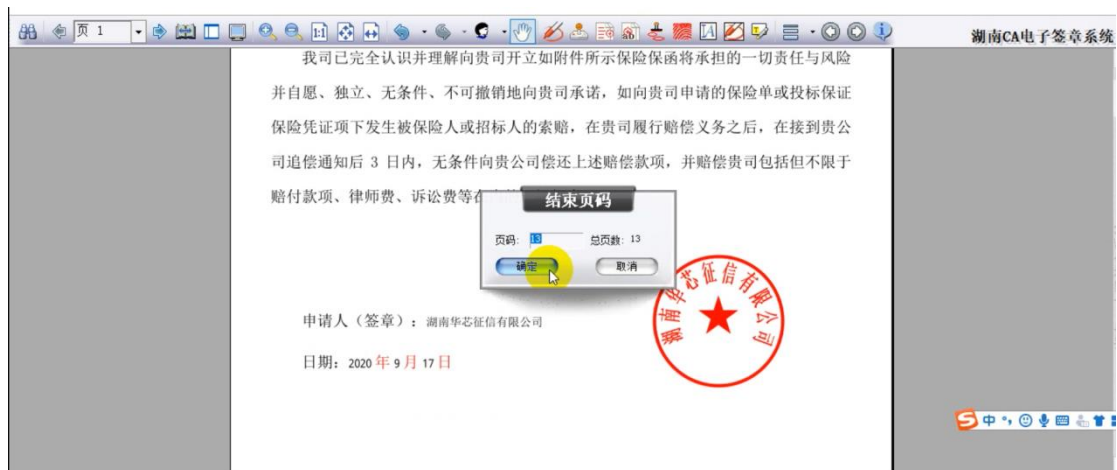 页 1
1:1
湖南CA电子签章系统
我司已完全认识并理解向贵司开立如附件所示保险保函将承担的一切责任与风险
并自愿、独立、无条件、不可撤销地向贵司承诺，如向贵司申请的保险单或投标保证
保险凭证项下发生被保险人或招标人的索赔，在贵司履行赔偿义务之后，在接到贵公
司追偿通知后 3 日内，无条件向贵公司偿还上述赔偿款项，并赔偿贵司包括但不限于
赔付款项、律师费、诉讼费等在
结束页码
页码: 13 总页数: 13
确定 取消
湖南华芯征信有限公司
申请人（签章）：湖南华芯征信有限公司
日期：2020 年 9 月 17 日
中